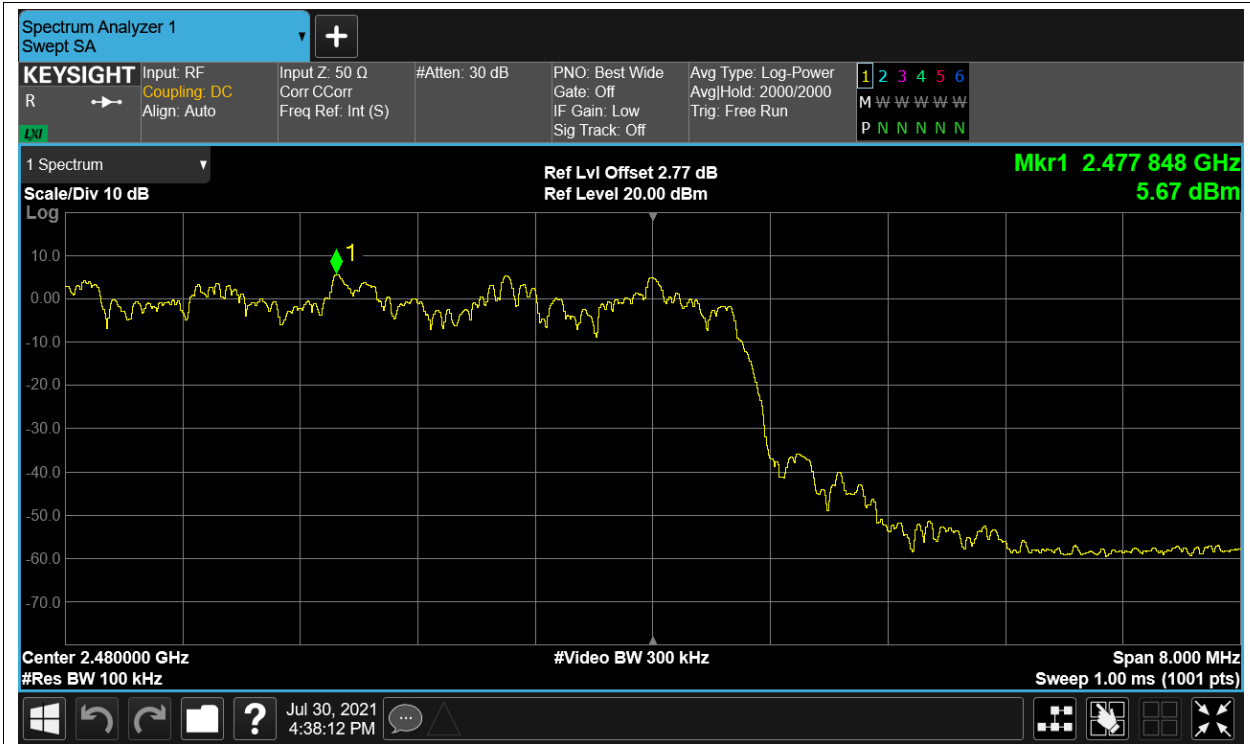 Spectrum Analyzer 1
Swept SA
KEYSIGHT
R
LXI
Input: RF
Coupling: DC
Align: Auto
Input Z: 50 Ω
Corr CCorr
Freq Ref: Int (S)
#Atten: 30 dB
PNO: Best Wide
Gate: Off
IF Gain: Low
Sig Track: Off
Avg Type: Log-Power
Avg|Hold: 2000/2000
Trig: Free Run
1 2 3 4 5 6
M W W W W W
P N N N N N
1 Spectrum
Scale/Div 10 dB
Log
Ref Lvl Offset 2.77 dB
Ref Level 20.00 dBm
Mkr1 2.477 848 GHz
5.67 dBm
1
10.0
0.00
-10.0
-20.0
-30.0
-40.0
-50.0
-60.0
-70.0
Center 2.480000 GHz
#Res BW 100 kHz
#Video BW 300 kHz
Span 8.000 MHz
Sweep 1.00 ms (1001 pts)
?
Jul 30, 2021
4:38:12 PM